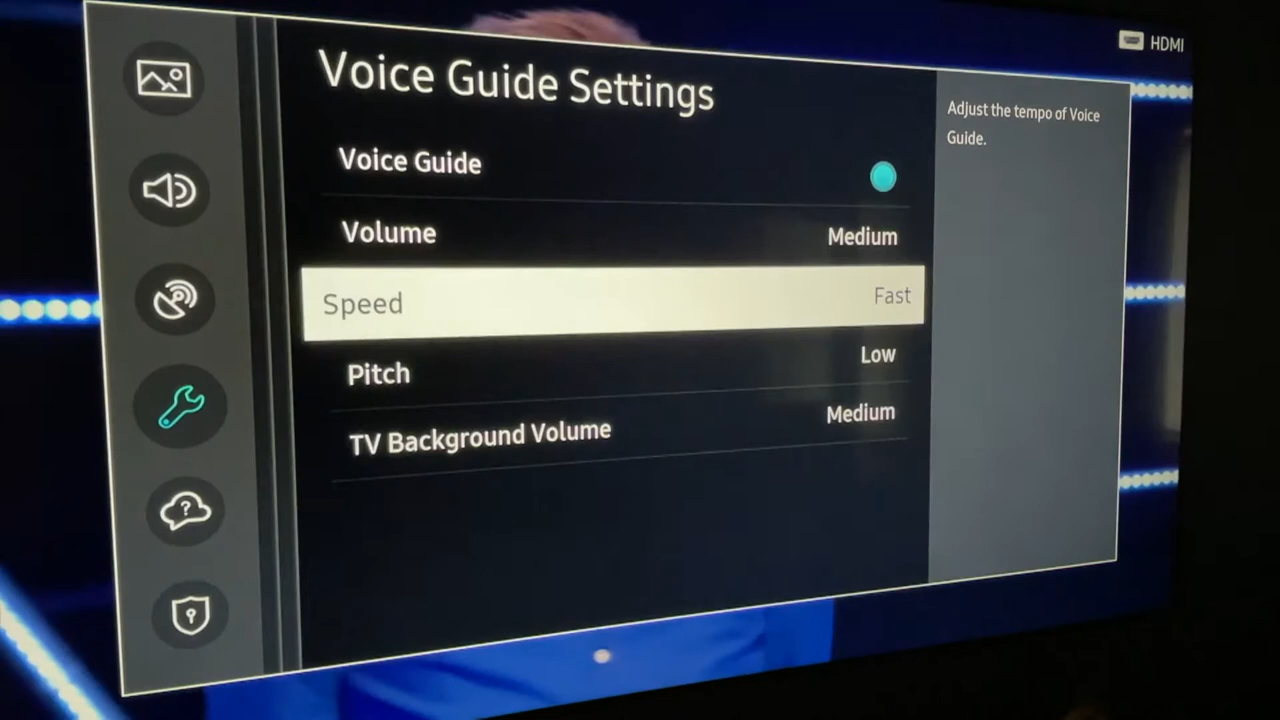 HDMI
Voice Guide Settings
Voice Guide
Volume Medium
Speed Fast
Pitch Low
TV Background Volume Medium
Adjust the tempo of Voice
Guide.
?